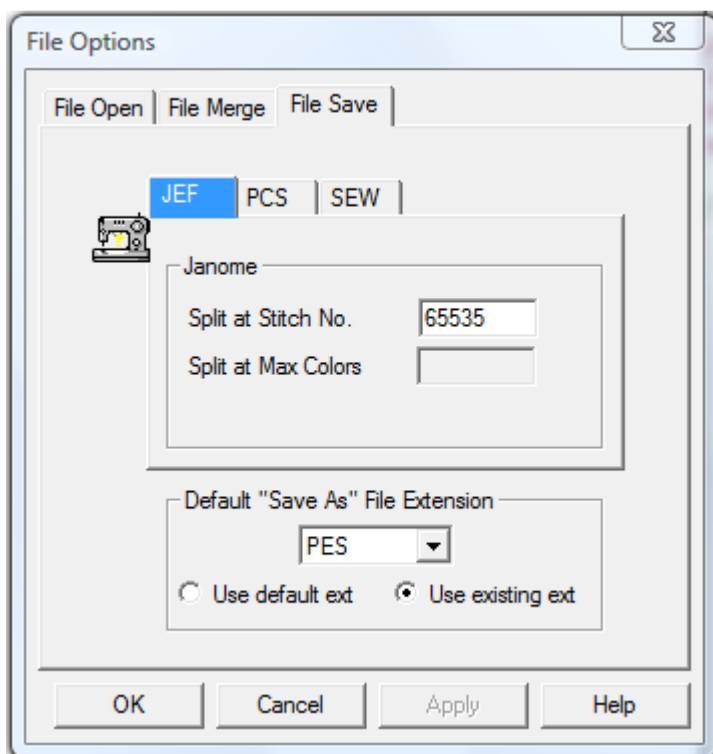 File Options
File Open File Merge File Save
JEF PCS SEW
Janome
Split at Stitch No. 65535
Split at Max Colors
Default "Save As" File Extension
PES
Use default ext Use existing ext
OK Cancel Apply Help